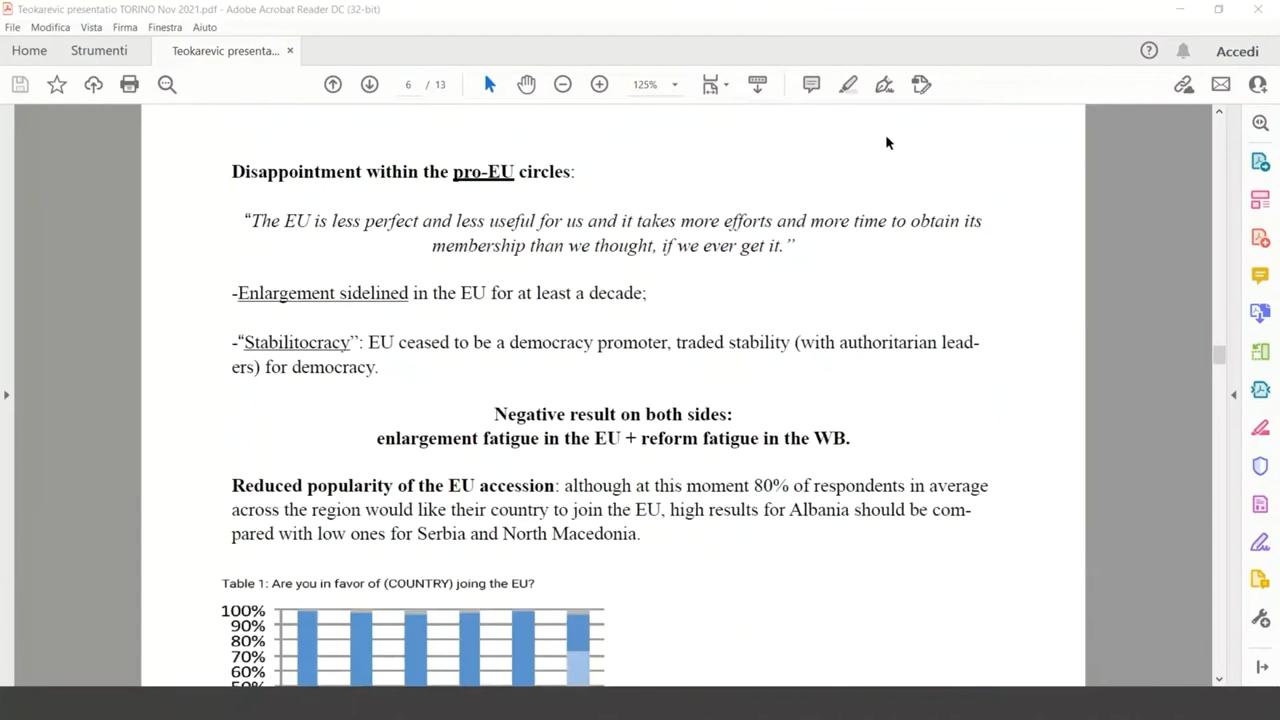 Teokarevic presentatio TORINO Nov 2021.pdf - Adobe Acrobat Reader DC (32-bit)
File Modifica Vista Firma Finestra Aiuto
Home Strumenti Teokarevic presenta... × Accedi
6 / 13 125%
Disappointment within the pro-EU circles:
“The EU is less perfect and less useful for us and it takes more efforts and more time to obtain its
membership than we thought, if we ever get it.”
-Enlargement sidelined in the EU for at least a decade;
-“Stabilitocracy”: EU ceased to be a democracy promoter, traded stability (with authoritarian lead-
ers) for democracy.
Negative result on both sides:
enlargement fatigue in the EU + reform fatigue in the WB.
Reduced popularity of the EU accession: although at this moment 80% of respondents in average
across the region would like their country to join the EU, high results for Albania should be com-
pared with low ones for Serbia and North Macedonia.
Table 1: Are you in favor of (COUNTRY) joing the EU?
100%
90%
80%
70%
60%
50%